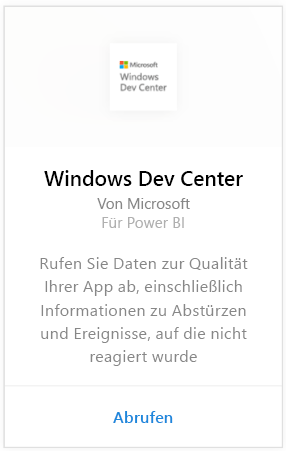 Microsoft
Windows
Dev Center
Windows Dev Center
Von Microsoft
Für Power BI
Rufen Sie Daten zur Qualität
Ihrer App ab, einschließlich
Informationen zu Abstürzen
und Ereignisse, auf die nicht
reagiert wurde
Abrufen